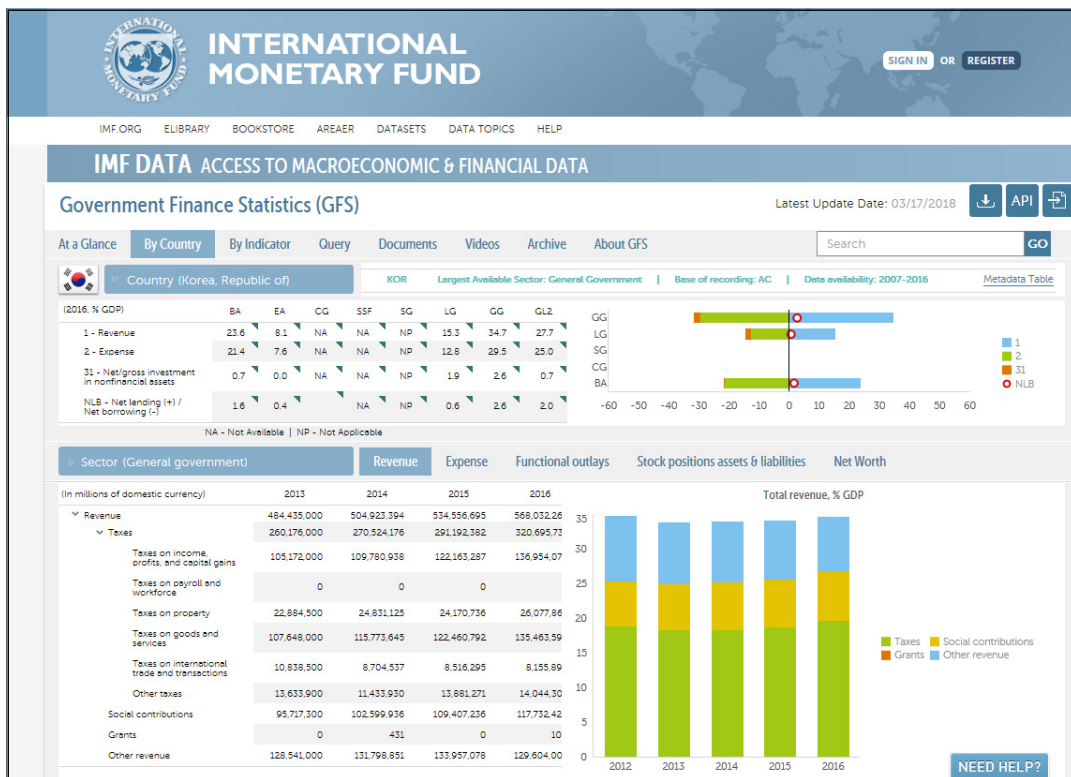 INTERNATIONAL
MONETARY FUND
INTERNATIONAL MONETARY FUND
SIGN IN OR REGISTER
IMF.ORG ELIBRARY BOOKSTORE AREAER DATASETS DATA TOPICS HELP
IMF DATA ACCESS TO MACROECONOMIC & FINANCIAL DATA
Government Finance Statistics (GFS)
Latest Update Date: 03/17/2018 API
At a Glance By Country By Indicator Query Documents Videos Archive About GFS Search GO
Country (Korea, Republic of) KOR Largest Available Sector: General Government | Base of recording: AC | Data availability: 2007-2016 Metadata Table
(2016, % GDP) BA EA CG SSF SG LG GG GL2
1 - Revenue 23.6 8.1 NA NA NP 15.3 34.7 27.7
2 - Expense 21.4 7.6 NA NA NP 12.8 29.5 25.0
31 - Net/gross investment
in nonfinancial assets 0.7 0.0 NA NA NP 1.9 2.6 0.7
NLB - Net lending (+) /
Net borrowing (-) 1.6 0.4 NA NP 0.6 2.6 2.0
NA - Not Available | NP - Not Applicable
GG
LG
SG
CG
BA
-60 -50 -40 -30 -20 -10 0 10 20 30 40 50 60
1
2
31
NLB
Sector (General government) Revenue Expense Functional outlays Stock positions assets & liabilities Net Worth
(In millions of domestic currency) 2013 2014 2015 2016
Revenue 484,435,000 504,923,394 534,556,695 568,032,26
Taxes 260,176,000 270,524,176 291,192,382 320,695,73
Taxes on income,
profits, and capital gains 105,172,000 109,780,938 122,163,287 136,954,07
Taxes on payroll and
workforce 0 0 0
Taxes on property 22,884,500 24,831,125 24,170,736 26,077,86
Taxes on goods and
services 107,648,000 115,773,645 122,460,792 135,463,59
Taxes on international
trade and transactions 10,838,500 8,704,537 8,516,295 8,155,89
Other taxes 13,633,900 11,433,930 13,881,271 14,044,30
Social contributions 95,717,300 102,599,936 109,407,236 117,732,42
Grants 0 431 0 10
Other revenue 128,541,000 131,798,851 133,957,078 129,604,00
Total revenue, % GDP
35
30
25
20
15
10
5
0
2012 2013 2014 2015 2016
Taxes Social contributions
Grants Other revenue
NEED HELP?